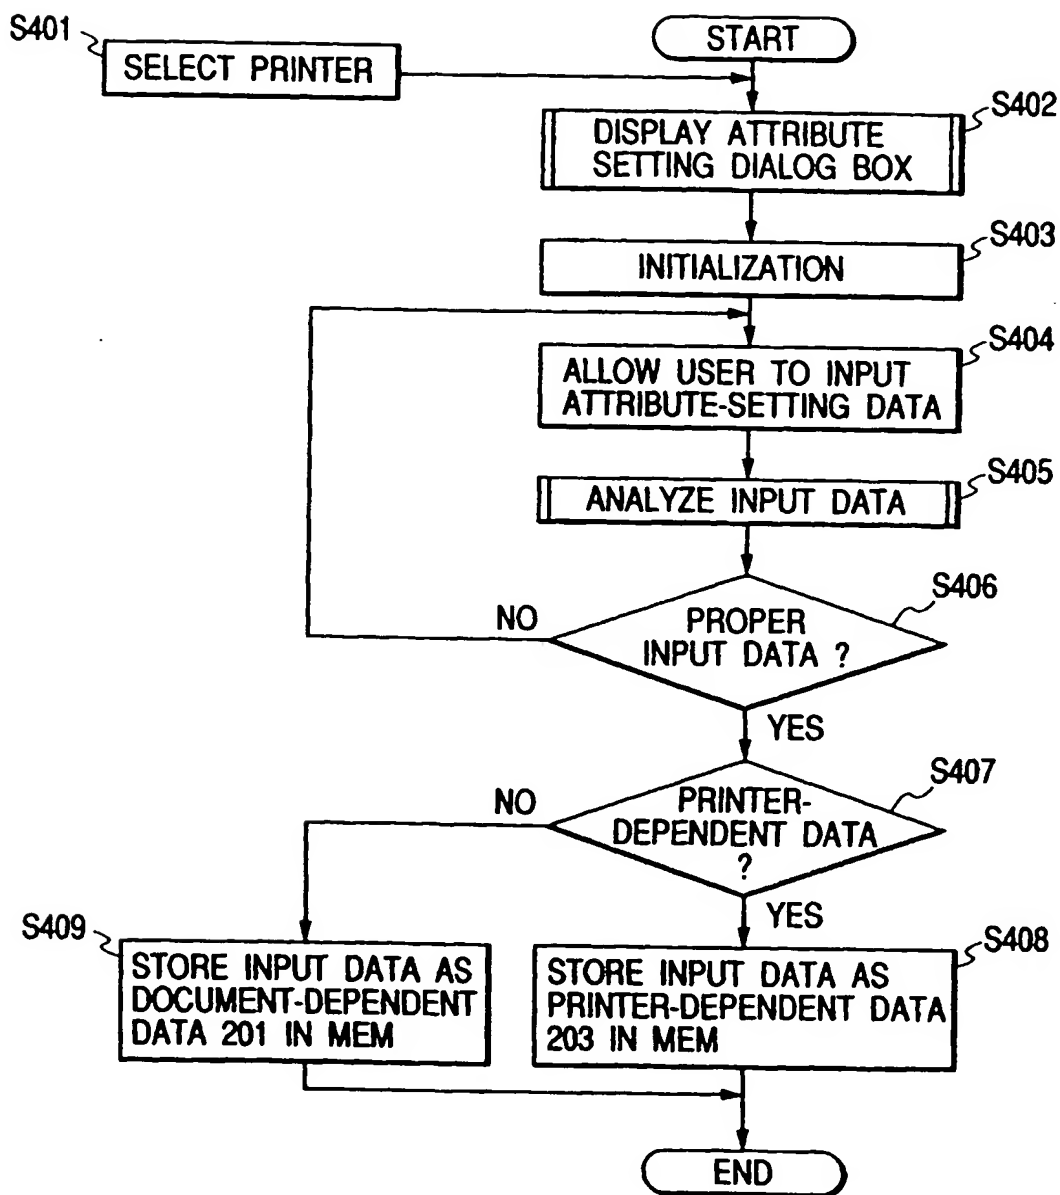 S401
SELECT PRINTER
START
S402
DISPLAY ATTRIBUTE
SETTING DIALOG BOX
S403
INITIALIZATION
S404
ALLOW USER TO INPUT
ATTRIBUTE-SETTING DATA
S405
ANALYZE INPUT DATA
S406
NO
PROPER
INPUT DATA ?
YES
S407
NO
PRINTER-
DEPENDENT DATA
?
YES
S409
STORE INPUT DATA AS
DOCUMENT-DEPENDENT
DATA 201 IN MEM
S408
STORE INPUT DATA AS
PRINTER-DEPENDENT DATA
203 IN MEM
END